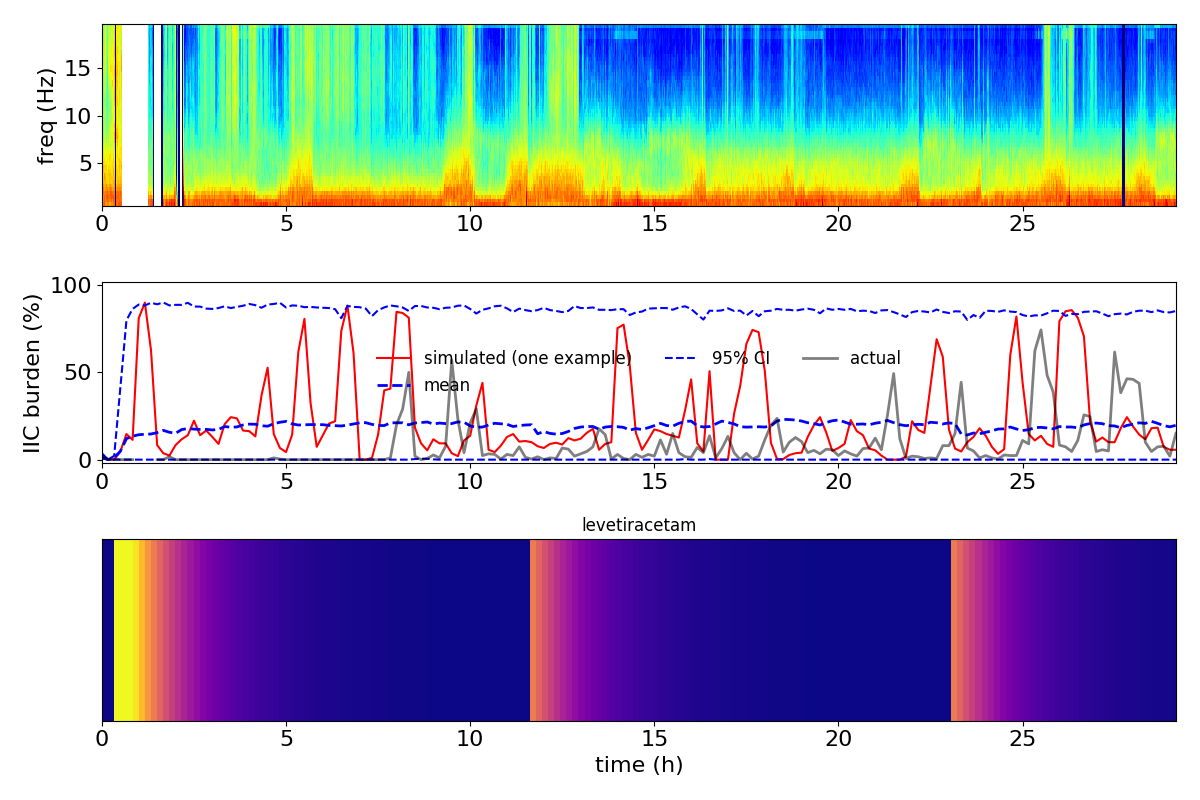 15
10
5
freq (Hz)
0 5 10 15 20 25
100
50
0
IIC burden (%)
simulated (one example) 95% CI actual
mean
0 5 10 15 20 25
levetiracetam
0 5 10 15 20 25
time (h)